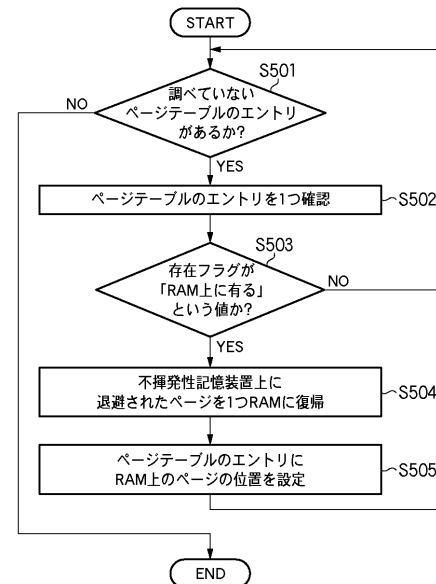 START
S501
調べていない
ページテーブルのエントリ
があるか?
NO
YES
ページテーブルのエントリを1つ確認
S502
S503
存在フラグが
「RAM上に有る」
という値か?
NO
YES
不揮発性記憶装置上に
退避されたページを1つRAMに復帰
S504
ページテーブルのエントリに
RAM上のページの位置を設定
S505
END